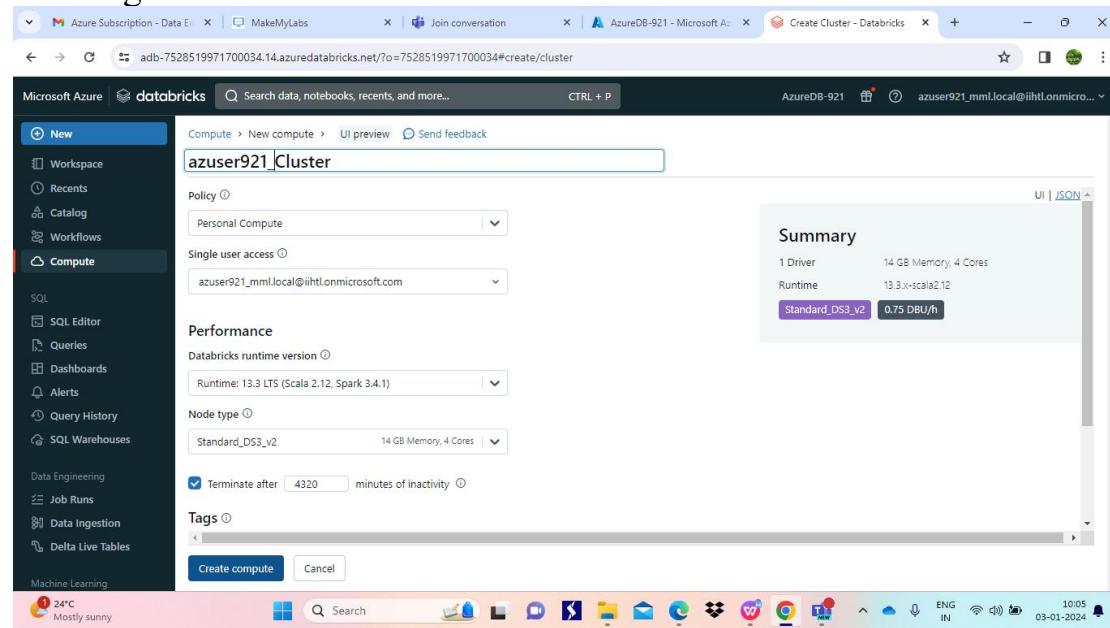 Azure Subscription - Data E
MakeMyLabs
Join conversation
AzureDB-921 - Microsoft Az
Create Cluster - Databricks
adb-7528519971700034.14.azuredatabricks.net/?o=7528519971700034#create/cluster
Microsoft Azure databricks Search data, notebooks, recents, and more... CTRL + P AzureDB-921 azuser921_mml.local@iihtl.onmicro...
New
Workspace
Recents
Catalog
Workflows
Compute
SQL
SQL Editor
Queries
Dashboards
Alerts
Query History
SQL Warehouses
Data Engineering
Job Runs
Data Ingestion
Delta Live Tables
Machine Learning
Compute > New compute > UI preview Send feedback
azuser921_Cluster
UI | JSON
Policy
Personal Compute
Single user access
azuser921_mml.local@iihtl.onmicrosoft.com
Performance
Databricks runtime version
Runtime: 13.3 LTS (Scala 2.12, Spark 3.4.1)
Node type
Standard_DS3_v2 14 GB Memory, 4 Cores
Terminate after 4320 minutes of inactivity
Tags
Create compute Cancel
Summary
1 Driver 14 GB Memory, 4 Cores
Runtime 13.3.x-scala2.12
Standard_DS3_v2 0.75 DBU/h
1
24°C
Mostly sunny
Search
NEW
ENG
IN
10:05
03-01-2024